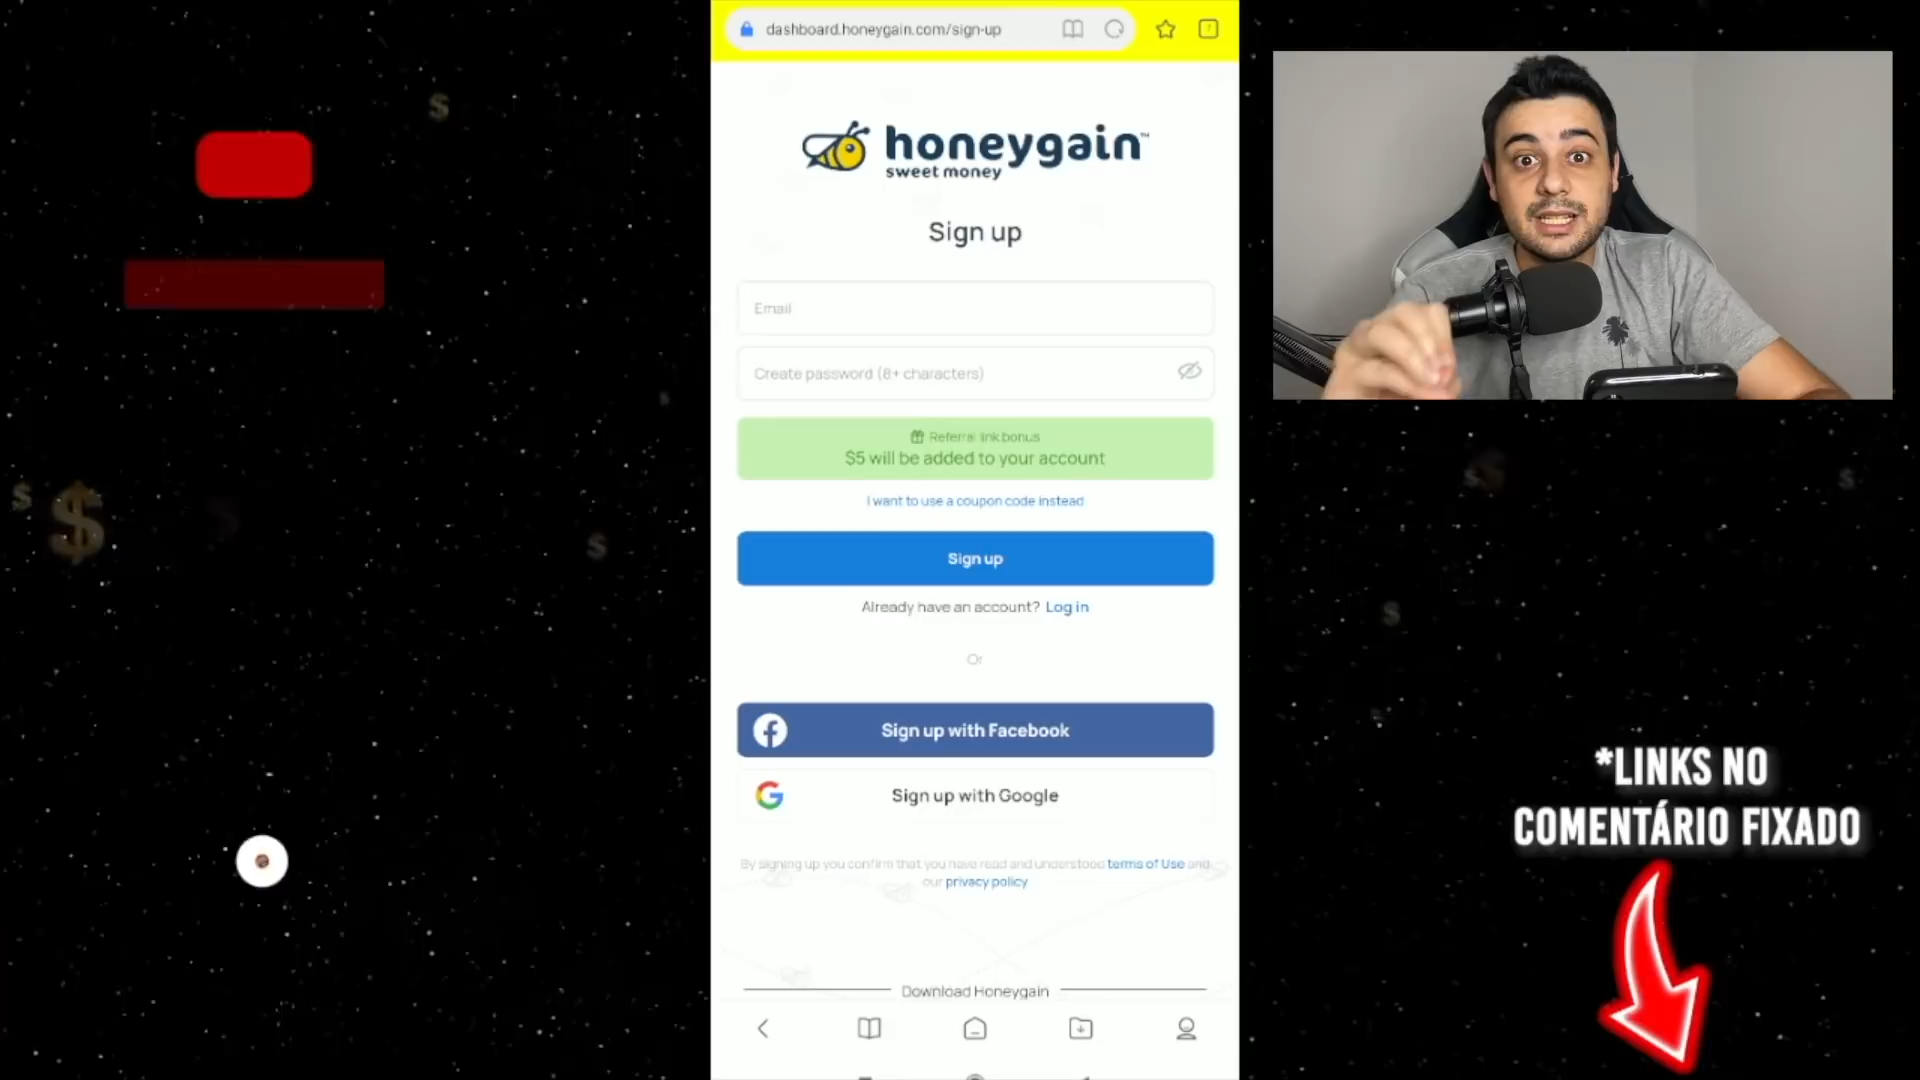 dashboard.honeygain.com/sign-up
honeygain™
sweet money
Sign up
Email
Create password (8+ characters)
Referral link bonus
$5 will be added to your account
I want to use a coupon code instead
Sign up
Already have an account? Log in
Or
Sign up with Facebook
Sign up with Google
By signing up you confirm that you have read and understood terms of Use and
our privacy policy
Download Honeygain
*LINKS NO
COMENTÁRIO FIXADO